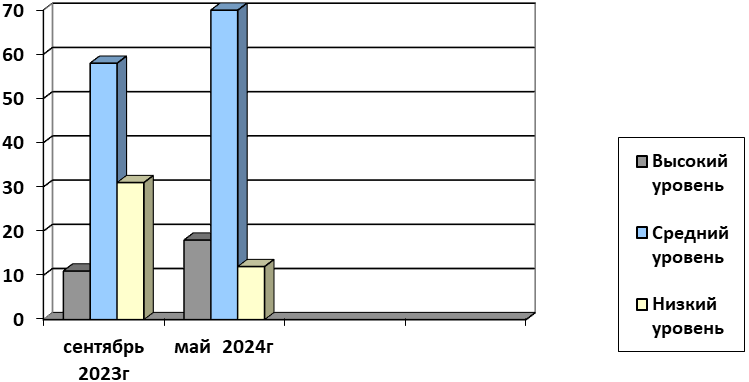 70
60
50
40
30
20
10
0
сентябрь
2023г
май  2024г
Высокий
уровень
Средний
уровень
Низкий
уровень